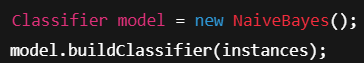 Classifier model = new NaiveBayes();
model.buildClassifier(instances);